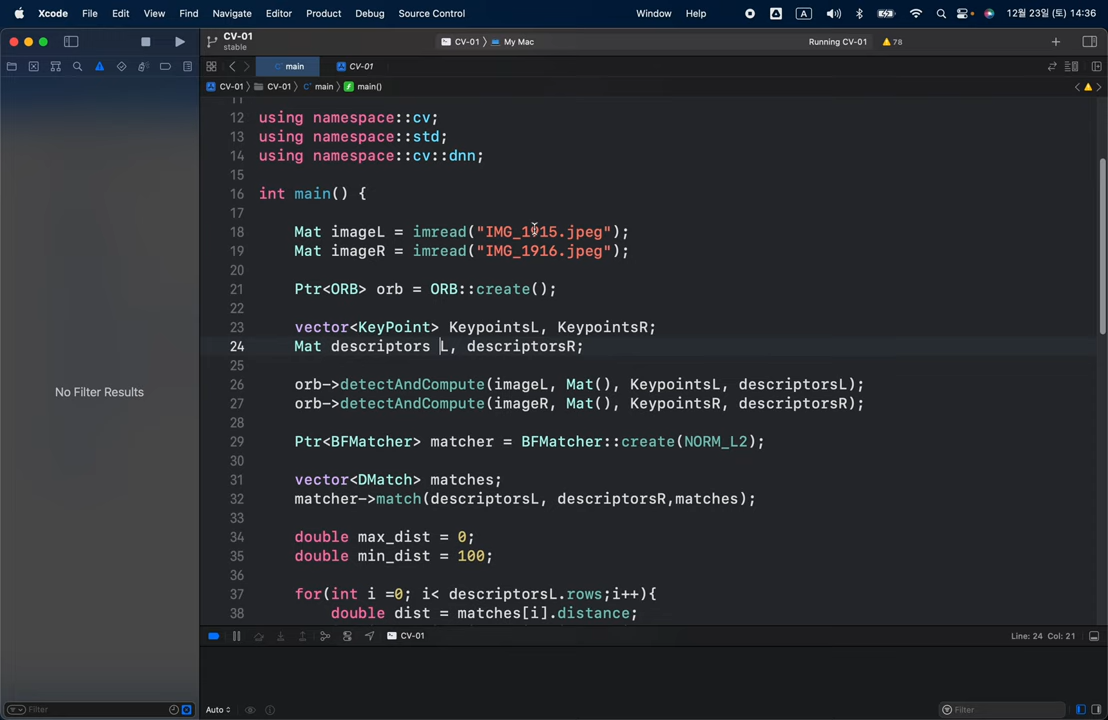 Xcode File Edit View Find Navigate Editor Product Debug Source Control Window Help A 12월 23일 (토) 14:36
CV-01
stable
CV-01 〉 My Mac
Running CV-01
78
C main
CV-01
CV-01 〉 CV-01 〉 C main 〉 f main()
11
12 using namespace::cv;
13 using namespace::std;
14 using namespace::cv::dnn;
15
16 int main() {
17
18 Mat imageL = imread("IMG_1915.jpeg");
19 Mat imageR = imread("IMG_1916.jpeg");
20
21 Ptr<ORB> orb = ORB::create();
22
23 vector<KeyPoint> KeypointsL, KeypointsR;
24 Mat descriptors L, descriptorsR;
25
26 orb->detectAndCompute(imageL, Mat(), KeypointsL, descriptorsL);
27 orb->detectAndCompute(imageR, Mat(), KeypointsR, descriptorsR);
28
29 Ptr<BFMatcher> matcher = BFMatcher::create(NORM_L2);
30
31 vector<DMatch> matches;
32 matcher->match(descriptorsL, descriptorsR,matches);
33
34 double max_dist = 0;
35 double min_dist = 100;
36
37 for(int i =0; i< descriptorsL.rows;i++){
38 double dist = matches[i].distance;
No Filter Results
CV-01
Line: 24 Col: 21
Filter
Auto
Filter